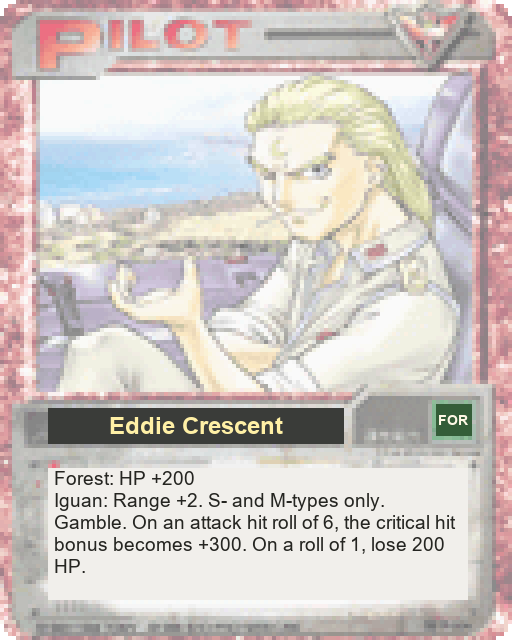 PILOT
Eddie Crescent
FOR
Forest: HP +200
Iguan: Range +2. S- and M-types only.
Gamble. On an attack hit roll of 6, the critical hit
bonus becomes +300. On a roll of 1, lose 200
HP.